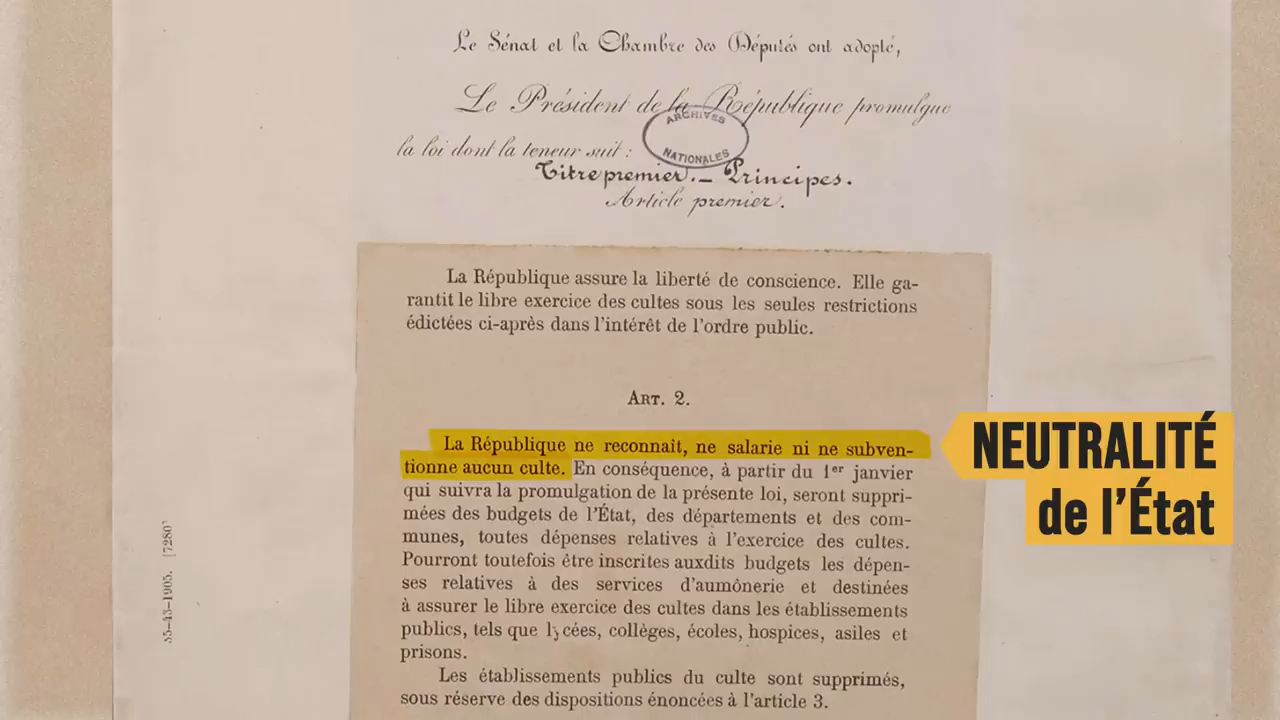 Le Sénat et la Chambre des Députés ont adopté,
Le Président de la République promulgue
ARCHIVES
NATIONALES
la loi dont la teneur suit :
Titre premier. – Principes.
Article premier.
La République assure la liberté de conscience. Elle ga-
rantit le libre exercice des cultes sous les seules restrictions
édictées ci-après dans l'intérêt de l'ordre public.
ART. 2.
La République ne reconnaît, ne salarie ni ne subven-
tionne aucun culte. En conséquence, à partir du 1er janvier
qui suivra la promulgation de la présente loi, seront suppri-
mées des budgets de l'État, des départements et des com-
munes, toutes dépenses relatives à l'exercice des cultes.
Pourront toutefois être inscrites auxdits budgets les dépen-
ses relatives à des services d'aumônerie et destinées
à assurer le libre exercice des cultes dans les établissements
publics, tels que lycées, collèges, écoles, hospices, asiles et
prisons.
Les établissements publics du culte sont supprimés,
sous réserve des dispositions énoncées à l'article 3.
NEUTRALITÉ
de l'État
35-43-1905. [7280]